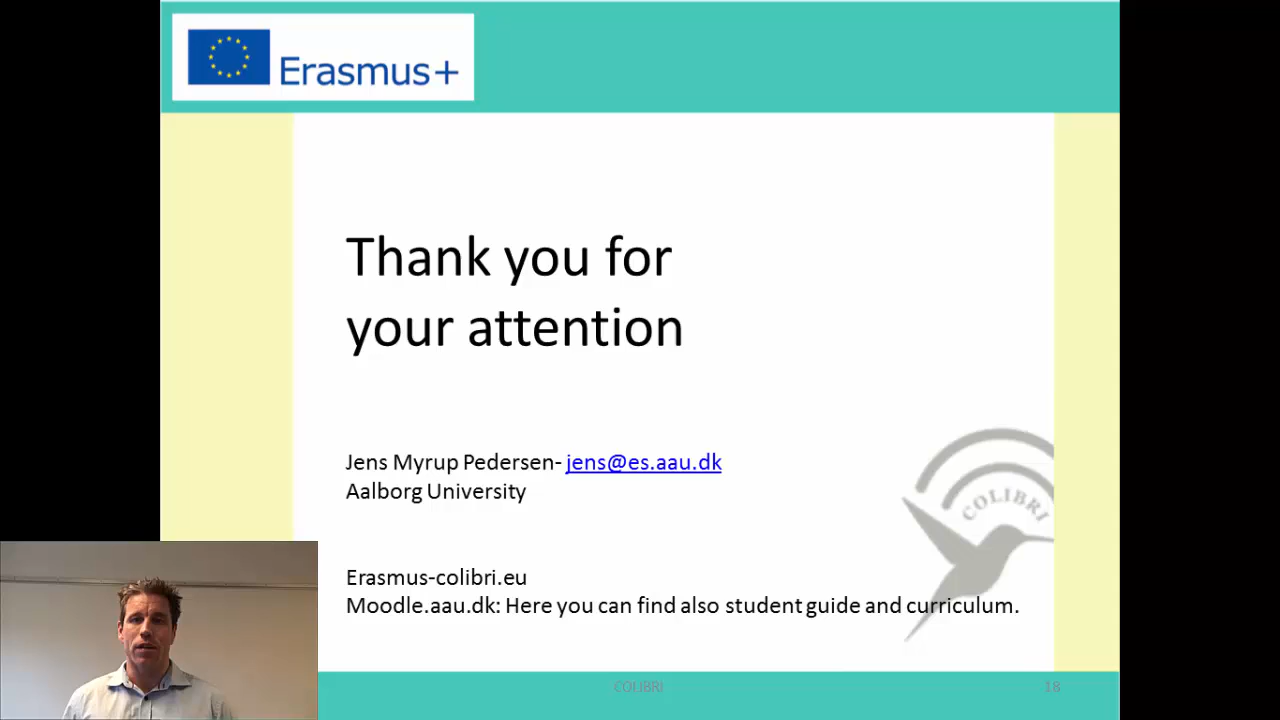 Erasmus+
Thank you for
your attention
Jens Myrup Pedersen- jens@es.aau.dk
Aalborg University
COLIBRI
Erasmus-colibri.eu
Moodle.aau.dk: Here you can find also student guide and curriculum.
COLIBRI
18